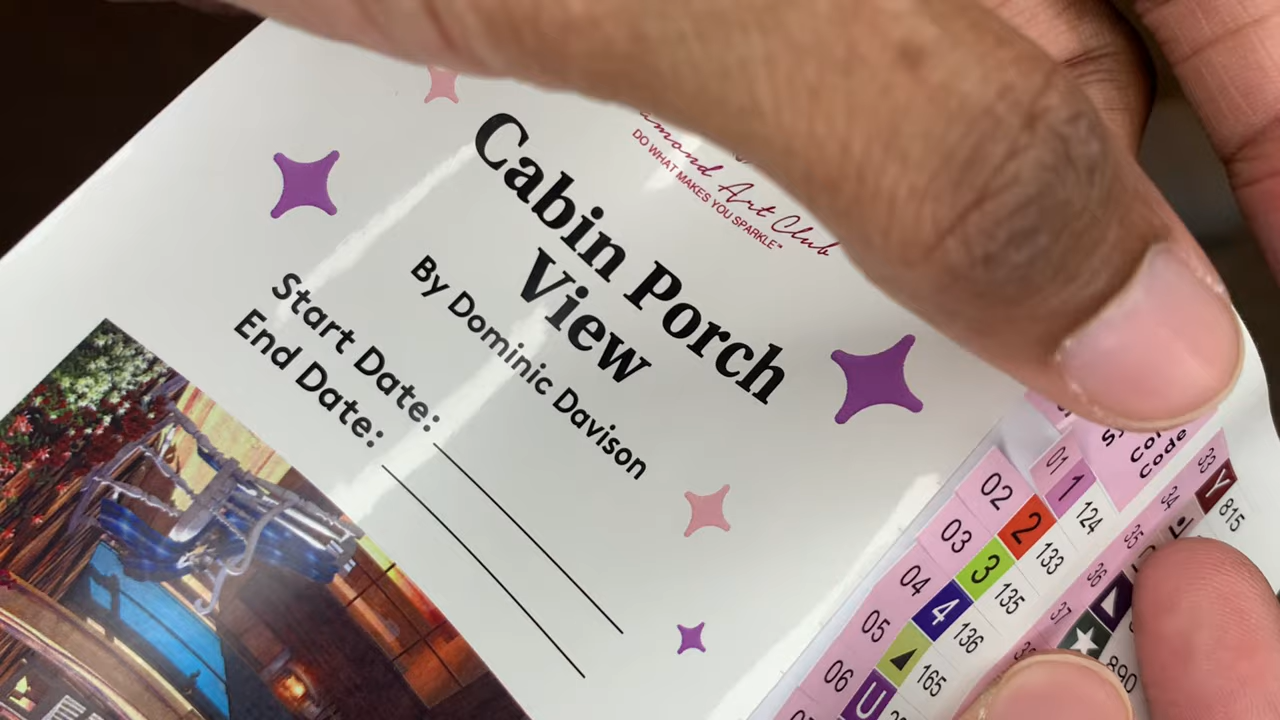 Art Club
DO WHAT MAKES YOU SPARKLE™
Cabin Porch
View
By Dominic Davison
Start Date:
End Date:
code
01 1 124
02 2 133
03 3 135
04 4 136
05 165
06 U
33 Y 815
34
35
36
37
890